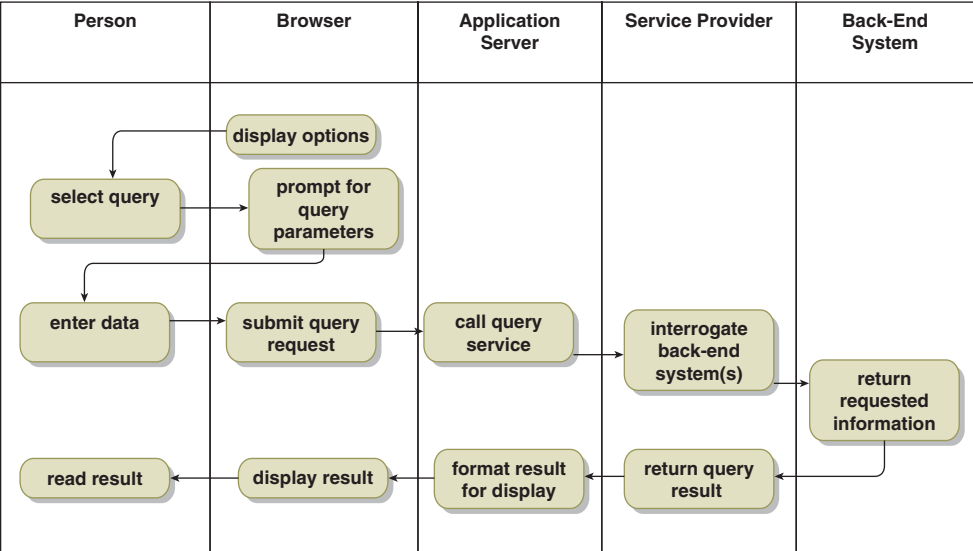 Person
Browser
Application
Server
Service Provider
Back-End
System
display options
select query
prompt for
query
parameters
enter data
submit query
request
call query
service
interrogate
back-end
system(s)
return
requested
information
read result
display result
format result
for display
return query
result